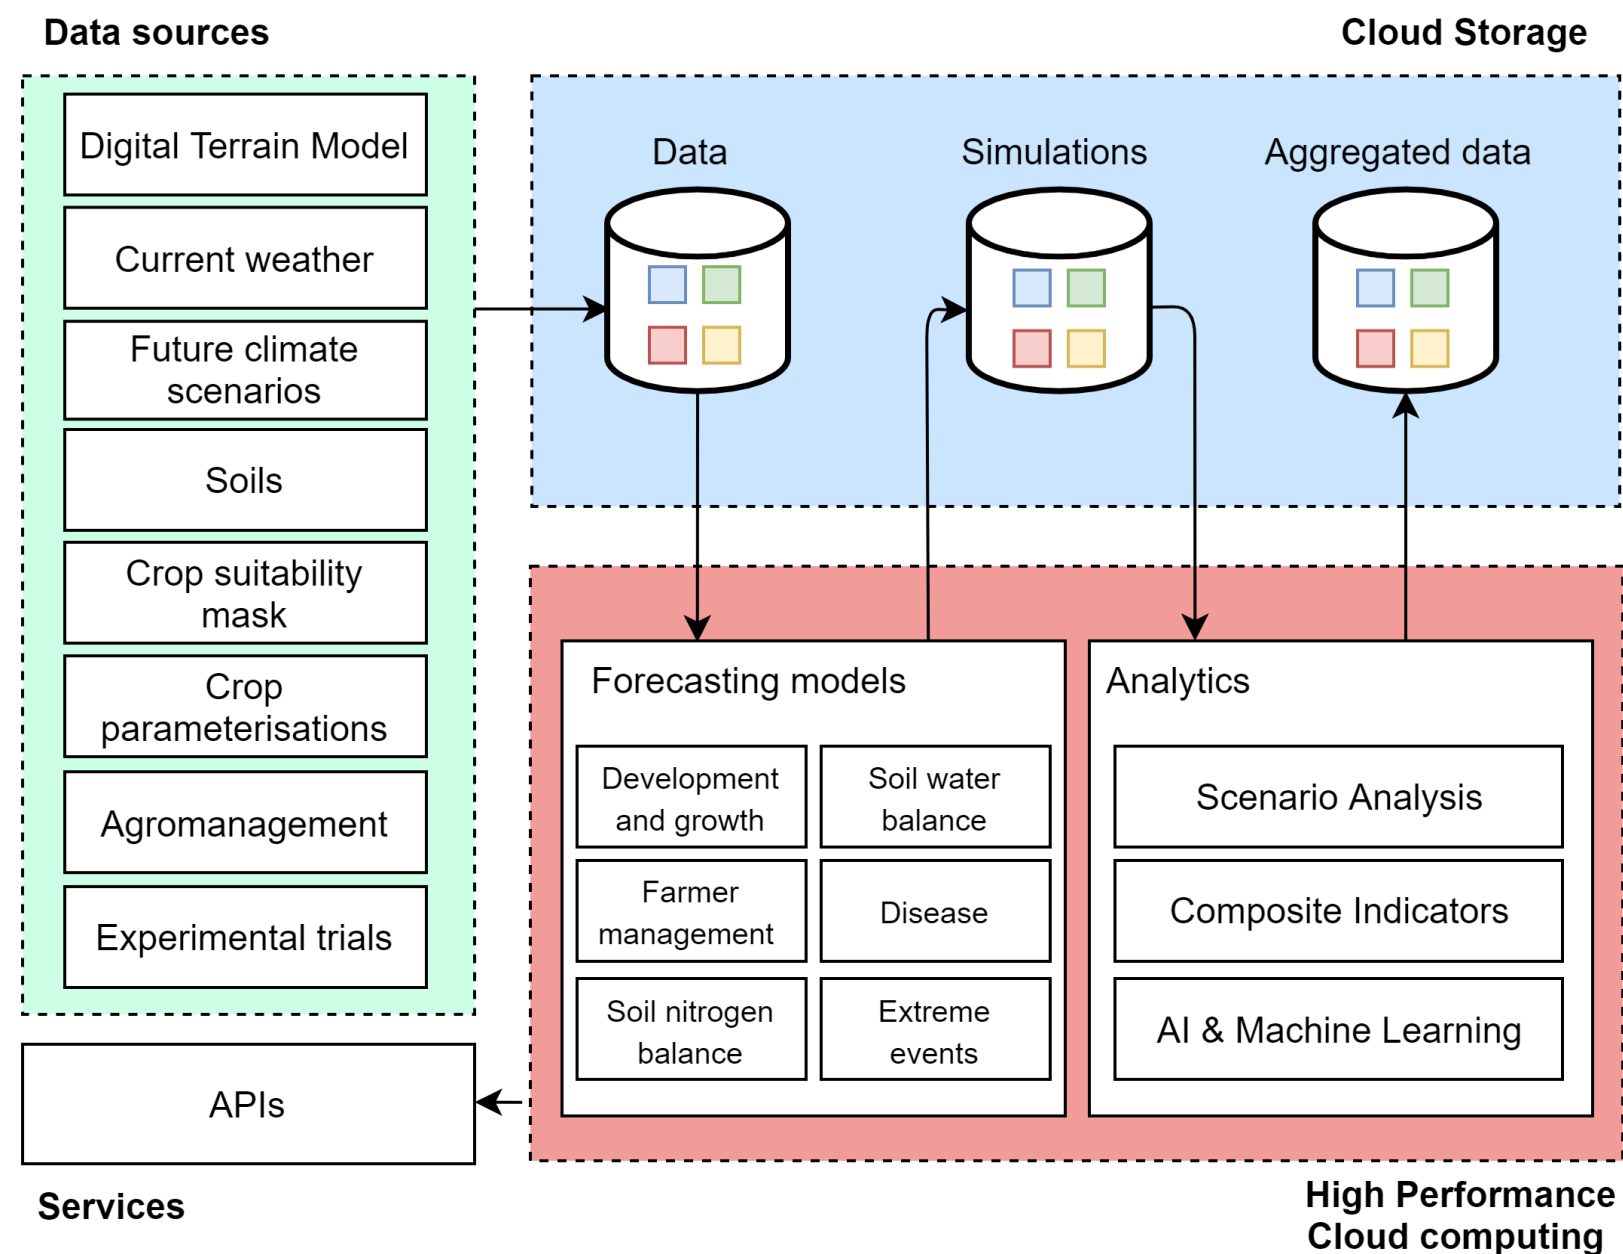 Data sources
Digital Terrain Model
Current weather
Future climate
scenarios
Soils
Crop suitability
mask
Crop
parameterisations
Agromanagement
Experimental trials
APIs
Services
Cloud Storage
Data
Simulations
Aggregated data
Forecasting models
Development
and growth
Soil water
balance
Farmer
management
Disease
Soil nitrogen
balance
Extreme
events
Analytics
Scenario Analysis
Composite Indicators
AI & Machine Learning
High Performance
Cloud computing